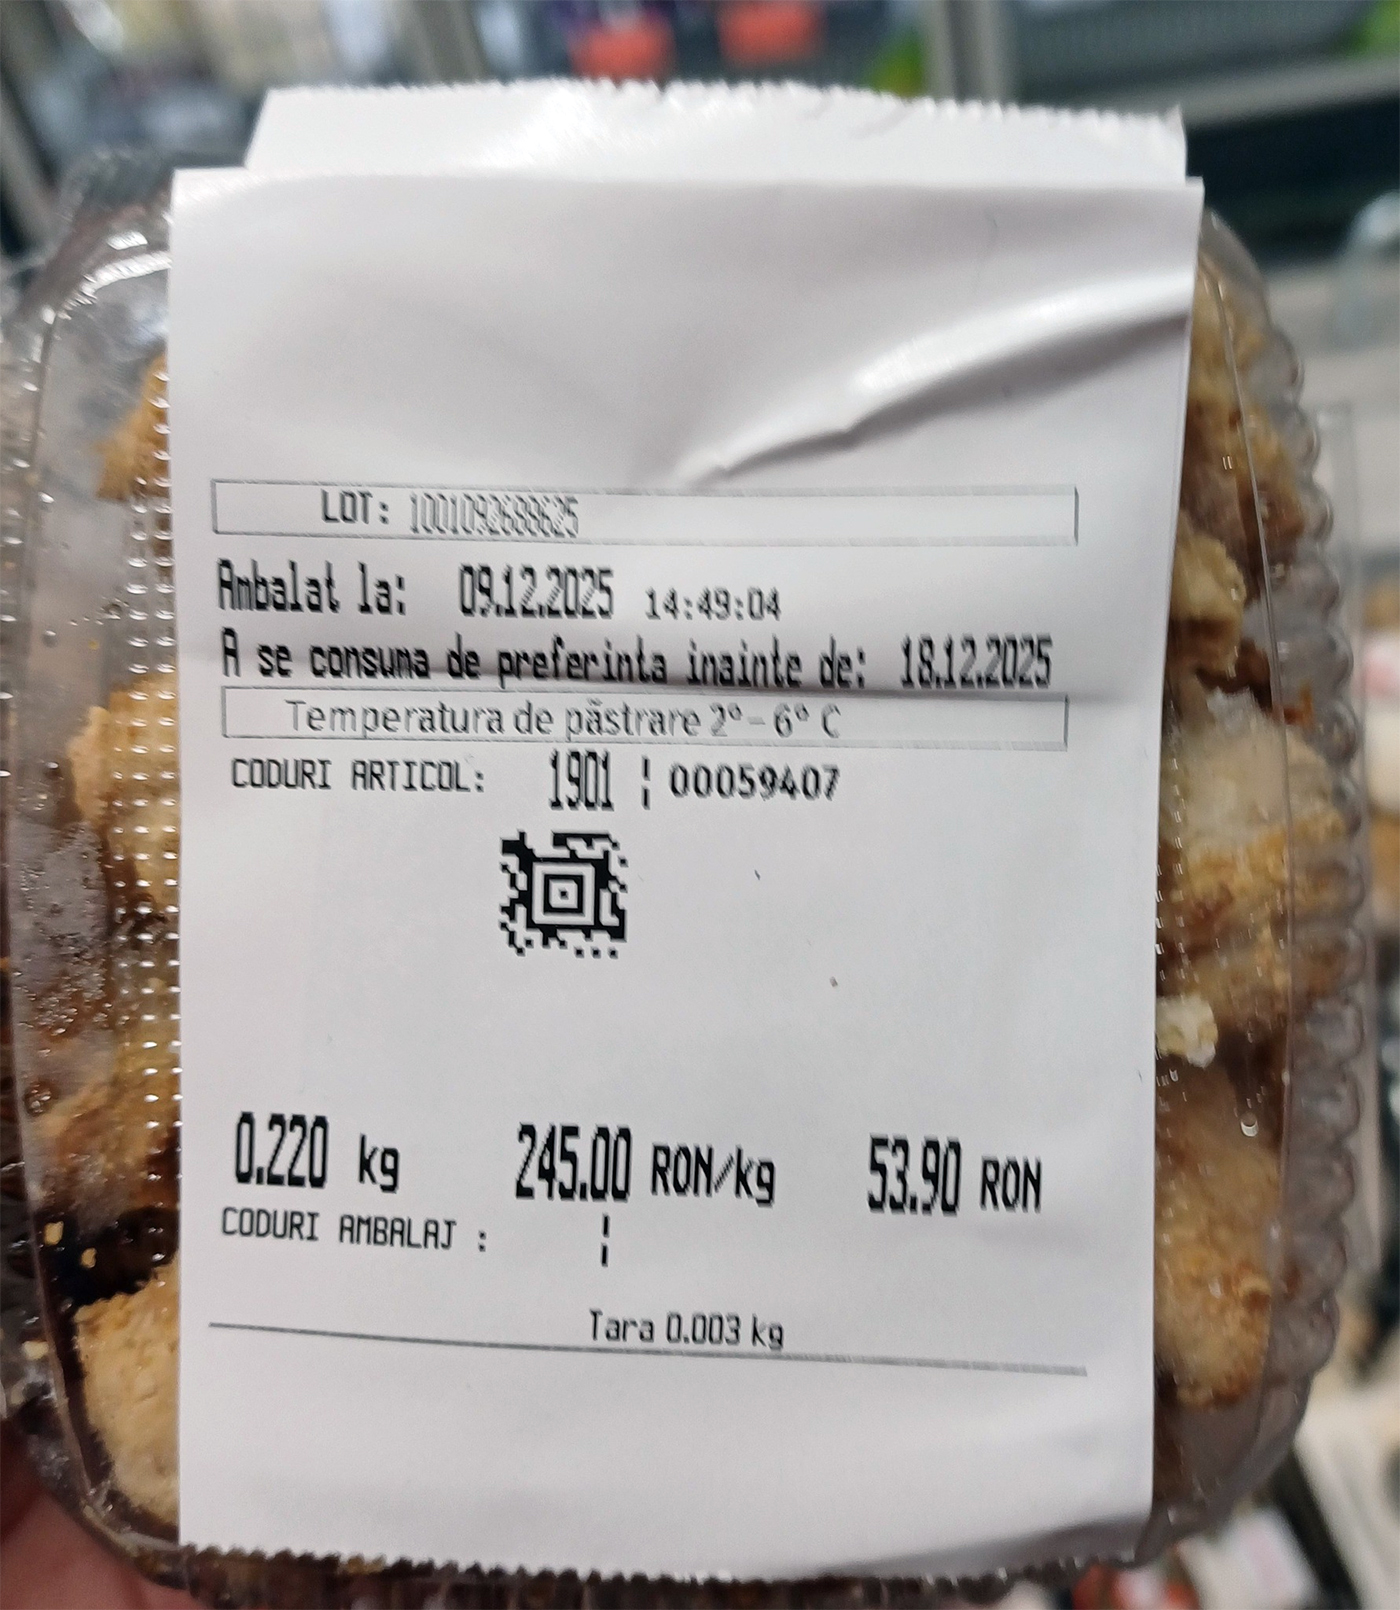 LOT: 1001092688625
Ambalat la: 09.12.2025 14:49:04
A se consuma de preferinta inainte de: 18.12.2025
Temperatura de păstrare 2° - 6° C
CODURI ARTICOL: 1901 ¦ 00059407
0.220 kg 245.00 RON/kg 53.90 RON
CODURI AMBALAJ : ¦
Tara 0.003 kg